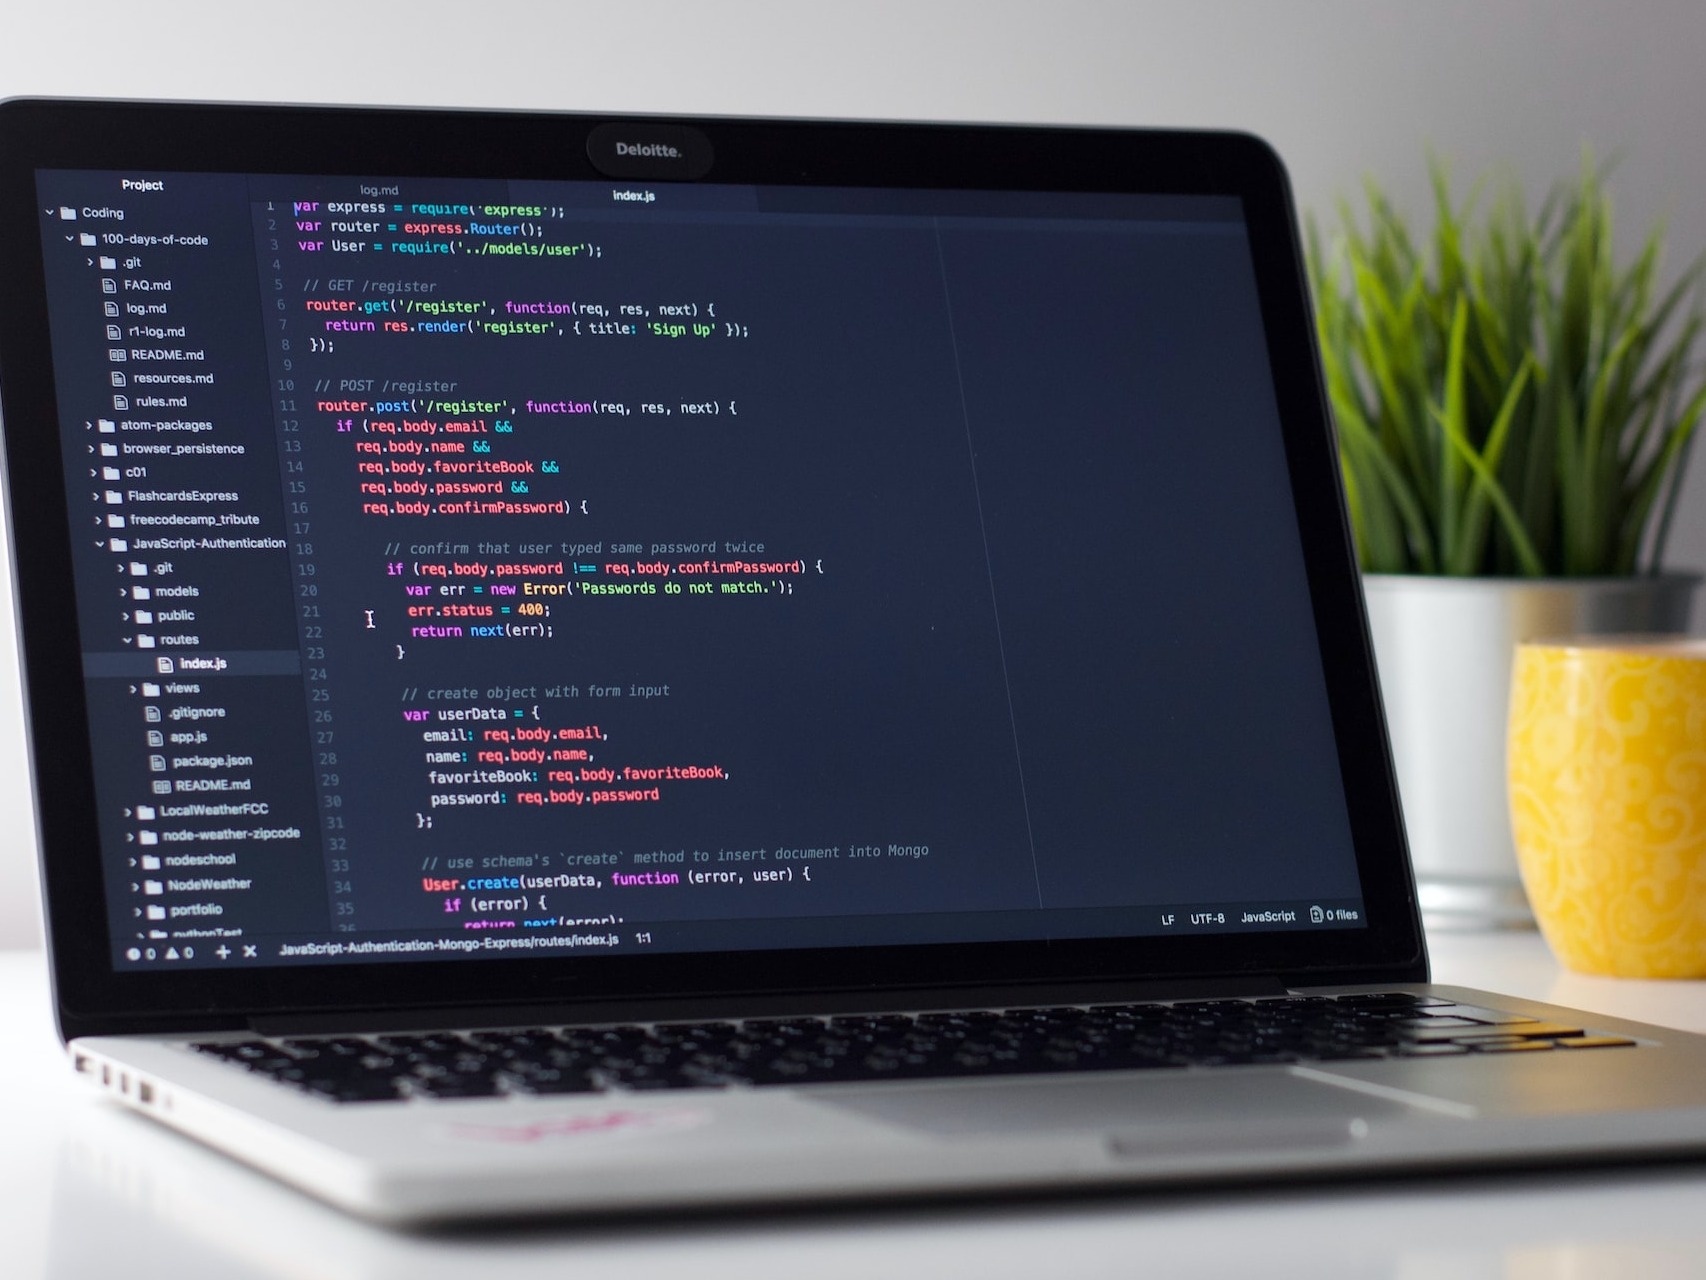 Deloitte.
Project
Coding
100-days-of-code
.git
FAQ.md
log.md
r1-log.md
README.md
resources.md
rules.md
atom-packages
browser_persistence
c01
FlashcardsExpress
freecodecamp_tribute
JavaScript-Authentication
.git
models
public
routes
index.js
views
.gitignore
app.js
package.json
README.md
LocalWeatherFCC
node-weather-zipcode
nodeschool
NodeWeather
portfolio
pythonTest
log.md
index.js
1 var express = require('express');
2 var router = express.Router();
3 var User = require('../models/user');
4
5 // GET /register
6 router.get('/register', function(req, res, next) {
7 return res.render('register', { title: 'Sign Up' });
8 });
9
10 // POST /register
11 router.post('/register', function(req, res, next) {
12 if (req.body.email &&
13 req.body.name &&
14 req.body.favoriteBook &&
15 req.body.password &&
16 req.body.confirmPassword) {
17
18 // confirm that user typed same password twice
19 if (req.body.password !== req.body.confirmPassword) {
20 var err = new Error('Passwords do not match.');
21 err.status = 400;
22 return next(err);
23 }
24
25 // create object with form input
26 var userData = {
27 email: req.body.email,
28 name: req.body.name,
29 favoriteBook: req.body.favoriteBook,
30 password: req.body.password
31 };
32
33 // use schema's `create` method to insert document into Mongo
34 User.create(userData, function (error, user) {
35 if (error) {
36 return next(error);
0 0 + X JavaScript-Authentication-Mongo-Express/routes/index.js 1:1 LF UTF-8 JavaScript 0 files